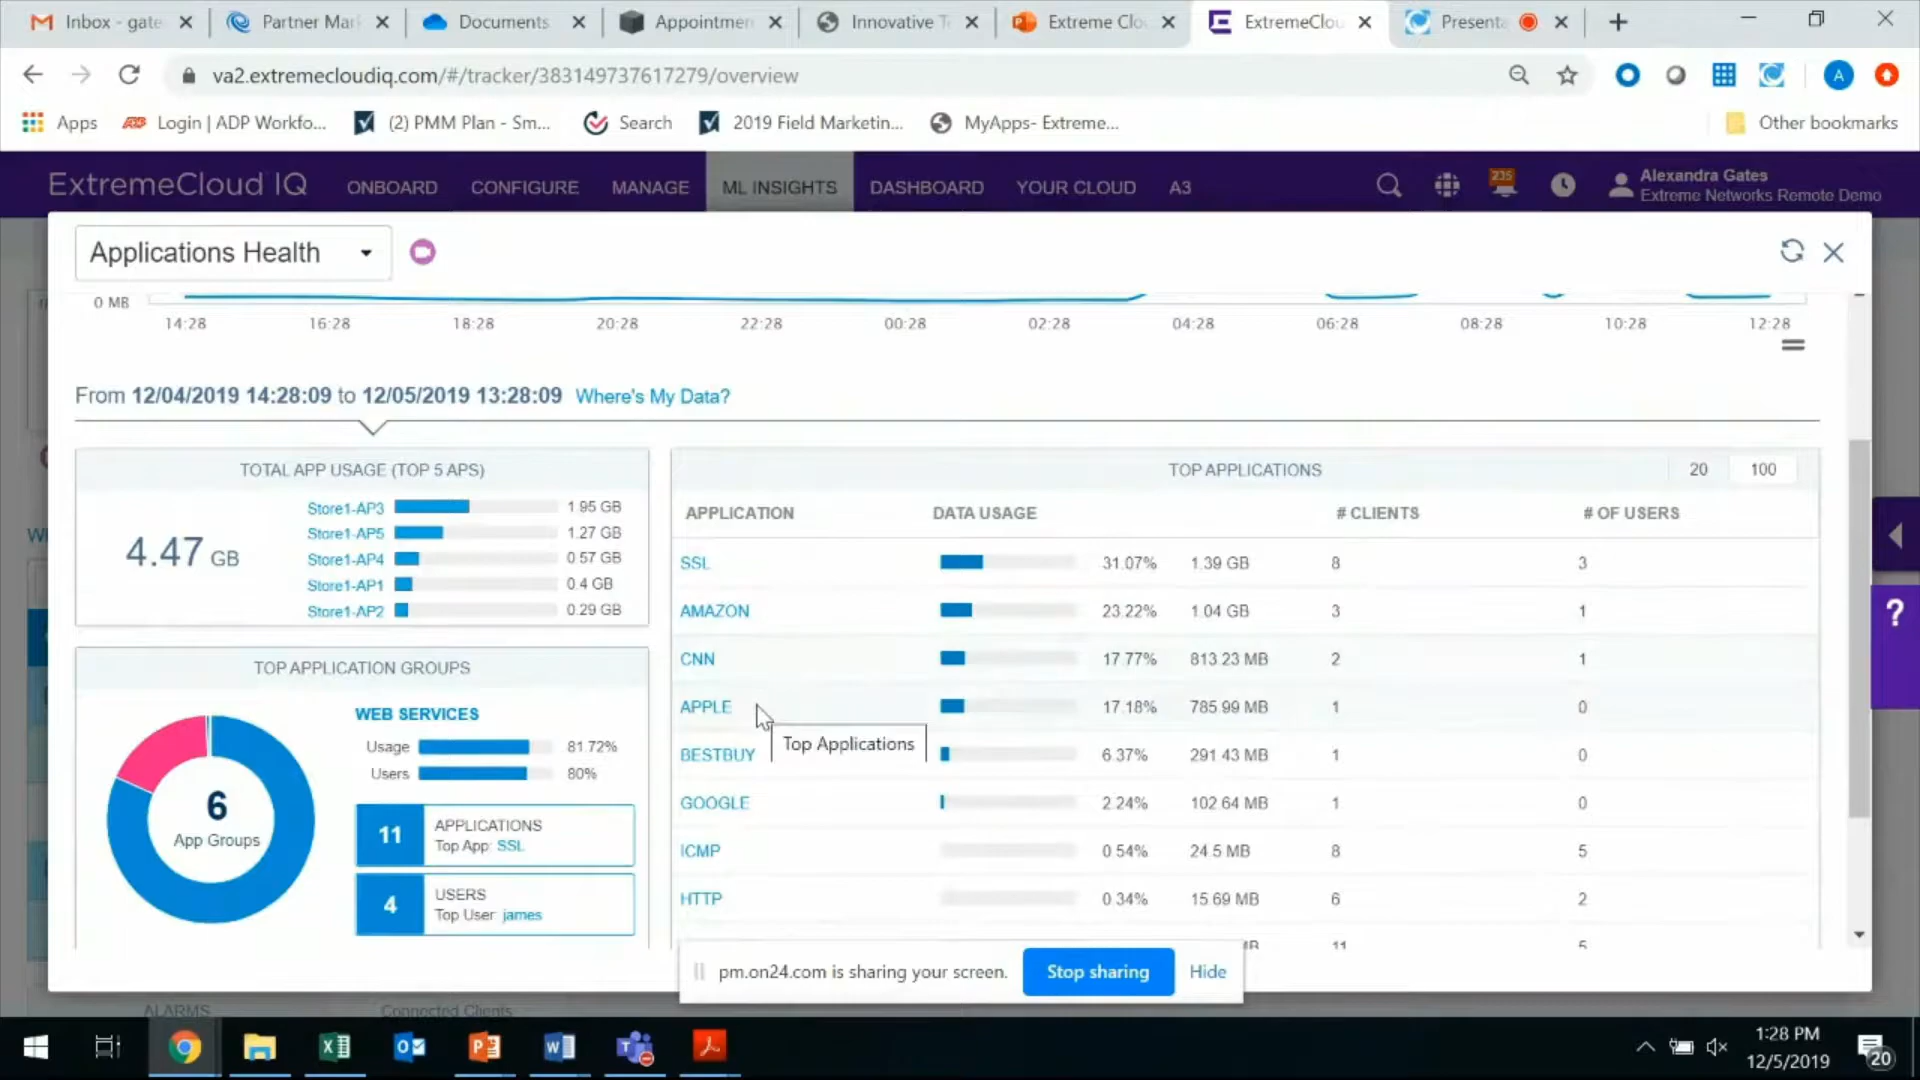 Inbox - gate
Partner Mar
Documents
Appointmen
Innovative T
Extreme Clo
ExtremeClou
Presenta
va2.extremecloudiq.com/#/tracker/383149737617279/overview
A
Apps
Login | ADP Workfo...
(2) PMM Plan - Sm...
Search
2019 Field Marketin...
MyApps- Extreme...
Other bookmarks
ExtremeCloud IQ
ONBOARD
CONFIGURE
MANAGE
ML INSIGHTS
DASHBOARD
YOUR CLOUD
A3
235
Alexandra Gates
Extreme Networks Remote Demo
Applications Health
0 MB
14:28 16:28 18:28 20:28 22:28 00:28 02:28 04:28 06:28 08:28 10:28 12:28
From 12/04/2019 14:28:09 to 12/05/2019 13:28:09 Where's My Data?
TOTAL APP USAGE (TOP 5 APS)
4.47 GB
Store1-AP3 1 95 GB
Store1-AP5 1.27 GB
Store1-AP4 0 57 GB
Store1-AP1 0 4 GB
Store1-AP2 0.29 GB
TOP APPLICATION GROUPS
6
App Groups
WEB SERVICES
Usage 81.72%
Users 80%
11 APPLICATIONS
Top App: SSL
4 USERS
Top User james
TOP APPLICATIONS 20 100
APPLICATION DATA USAGE # CLIENTS # OF USERS
SSL 31.07% 1.39 GB 8 3
AMAZON 23.22% 1.04 GB 3 1
CNN 17.77% 813.23 MB 2 1
APPLE 17.18% 785 99 MB 1 0
Top Applications
BESTBUY 6.37% 291 43 MB 1 0
GOOGLE 2.24% 102 64 MB 1 0
ICMP 0 54% 24.5 MB 8 5
HTTP 0 34% 15 69 MB 6 2
11 5
?
pm.on24.com is sharing your screen.
Stop sharing
Hide
ALARMS
Connected Clients
1:28 PM
12/5/2019
20